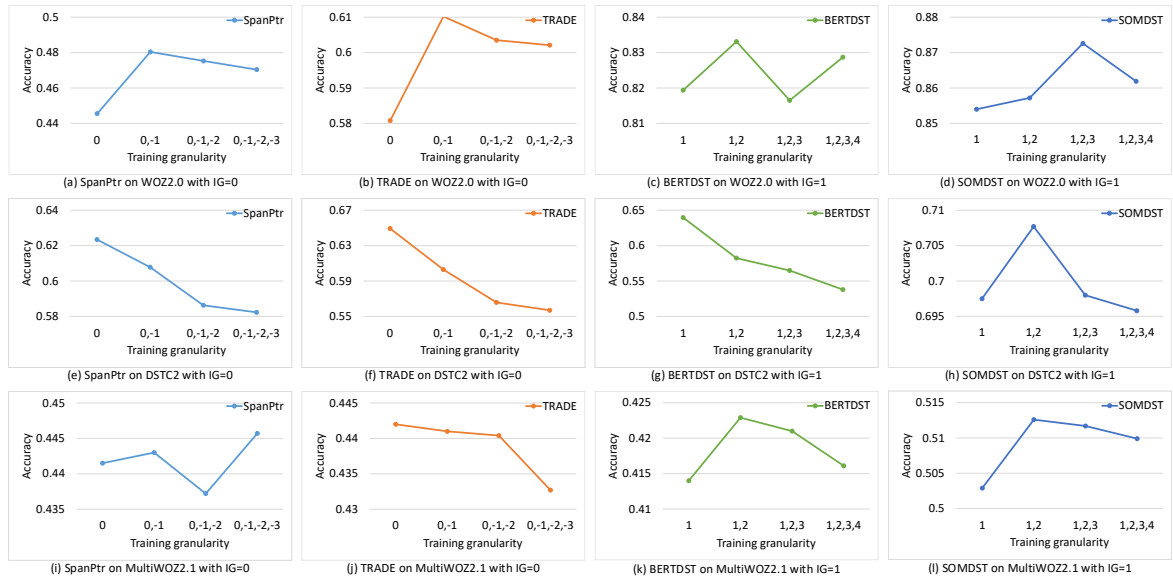 SpanPtr
0.5
0.48
0.46
0.44
Accuracy
0
0,-1
0,-1,-2
0,-1,-2,-3
Training granularity
(a) SpanPtr on WOZ2.0 with IG=0
TRADE
0.61
0.6
0.59
0.58
Accuracy
0
0,-1
0,-1,-2
0,-1,-2,-3
Training granularity
(b) TRADE on WOZ2.0 with IG=0
BERTDST
0.84
0.83
0.82
0.81
Accuracy
1
1,2
1,2,3
1,2,3,4
Training granularity
(c) BERTDST on WOZ2.0 with IG=1
SOMDST
0.88
0.87
0.86
0.85
Accuracy
1
1,2
1,2,3
1,2,3,4
Training granularity
(d) SOMDST on WOZ2.0 with IG=1
SpanPtr
0.64
0.62
0.6
0.58
Accuracy
0
0,-1
0,-1,-2
0,-1,-2,-3
Training granularity
(e) SpanPtr on DSTC2 with IG=0
TRADE
0.67
0.63
0.59
0.55
Accuracy
0
0,-1
0,-1,-2
0,-1,-2,-3
Training granularity
(f) TRADE on DSTC2 with IG=0
BERTDST
0.65
0.6
0.55
0.5
Accuracy
1
1,2
1,2,3
1,2,3,4
Training granularity
(g) BERTDST on DSTC2 with IG=1
SOMDST
0.71
0.705
0.7
0.695
Accuracy
1
1,2
1,2,3
1,2,3,4
Training granularity
(h) SOMDST on DSTC2 with IG=1
SpanPtr
0.45
0.445
0.44
0.435
Accuracy
0
0,-1
0,-1,-2
0,-1,-2,-3
Training granularity
(i) SpanPtr on MultiWOZ2.1 with IG=0
TRADE
0.445
0.44
0.435
0.43
Accuracy
0
0,-1
0,-1,-2
0,-1,-2,-3
Training granularity
(j) TRADE on MultiWOZ2.1 with IG=0
BERTDST
0.425
0.42
0.415
0.41
Accuracy
1
1,2
1,2,3
1,2,3,4
Training granularity
(k) BERTDST on MultiWOZ2.1 with IG=1
SOMDST
0.515
0.51
0.505
0.5
Accuracy
1
1,2
1,2,3
1,2,3,4
Training granularity
(l) SOMDST on MultiWOZ2.1 with IG=1